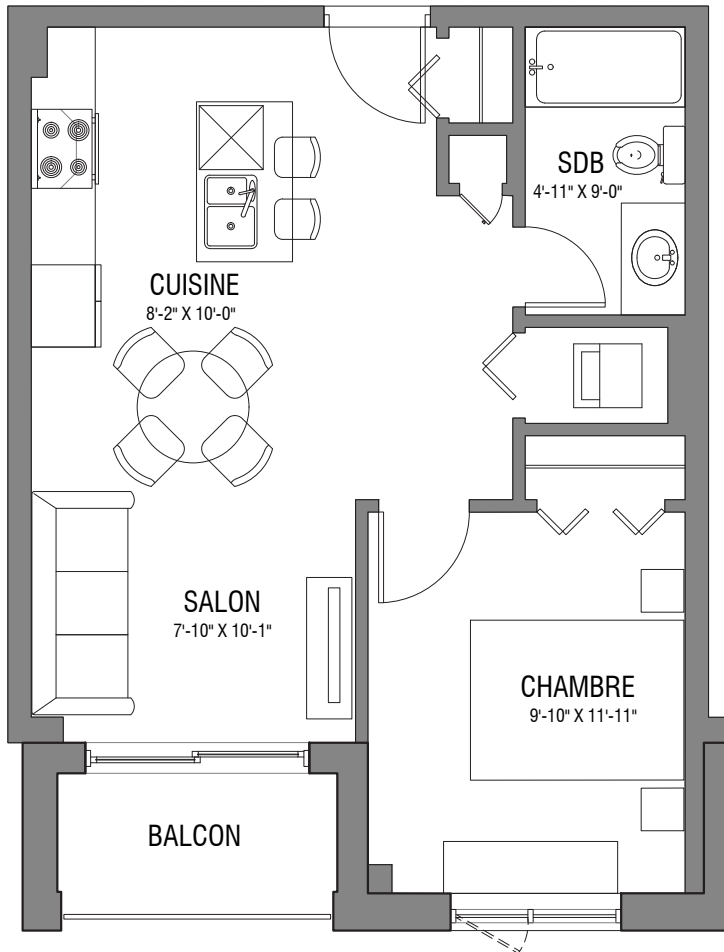 SDB
4'-11" X 9'-0"
CUISINE
8'-2" X 10'-0"
SALON
7'-10" X 10'-1"
CHAMBRE
9'-10" X 11'-11"
BALCON